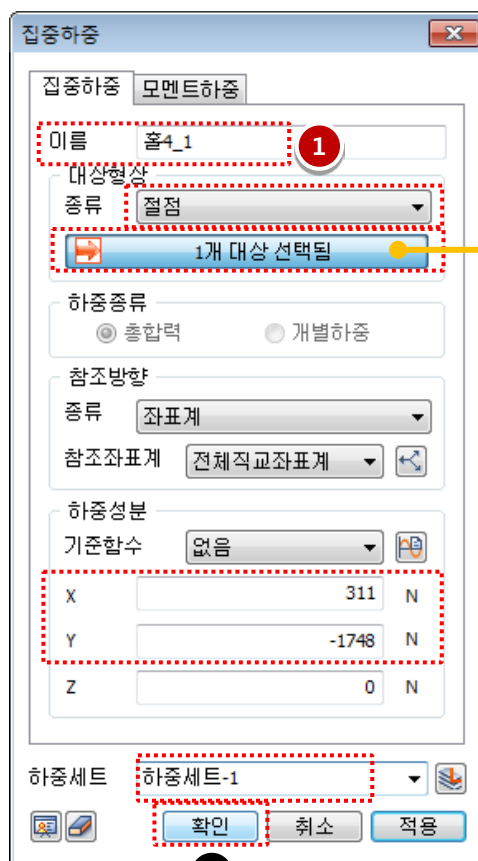 집중하중
집중하중 모멘트하중
이름 홀4_1 1
대상형상
종류 절점
1개 대상 선택됨
하중종류
총합력 개별하중
참조방향
종류 좌표계
참조좌표계 전체직교좌표계
하중성분
기준함수 없음
X 311 N
Y -1748 N
Z 0 N
하중세트 하중세트-1
확인 취소 적용